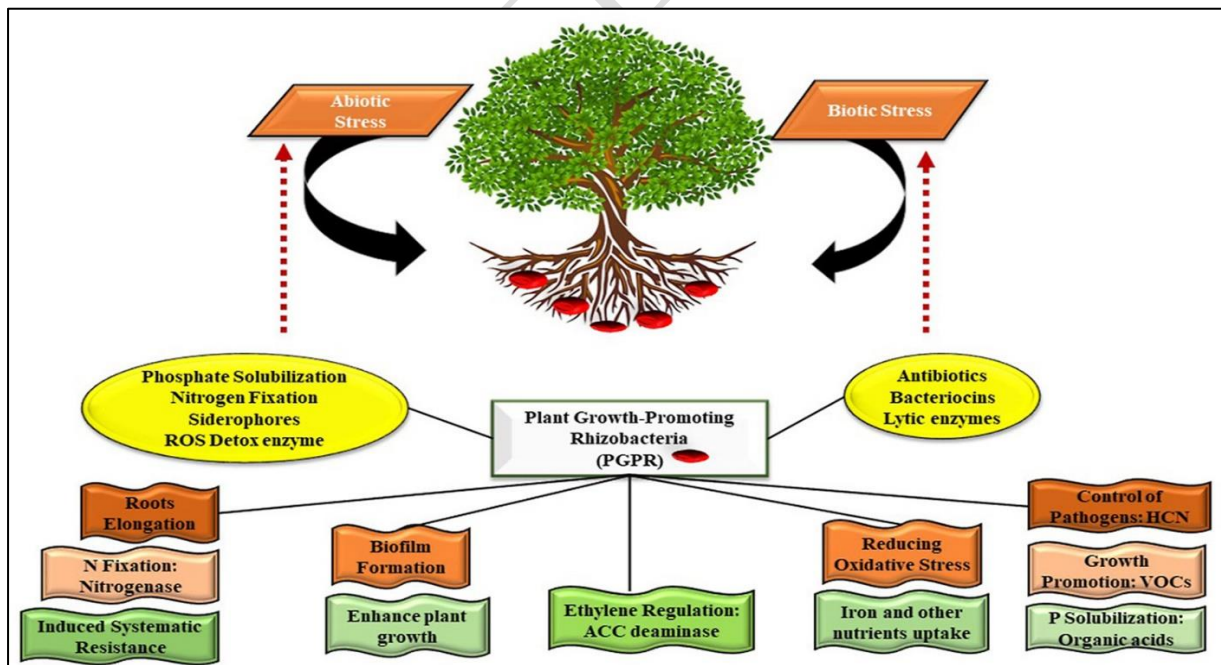 Abiotic
Stress
Biotic Stress
Phosphate Solubilization
Nitrogen Fixation
Siderophores
ROS Detox enzyme
Antibiotics
Bacteriocins
Lytic enzymes
Plant Growth-Promoting
Rhizobacteria
(PGPR)
Roots
Elongation
N Fixation:
Nitrogenase
Induced Systematic
Resistance
Biofilm
Formation
Enhance plant
growth
Ethylene Regulation:
ACC deaminase
Reducing
Oxidative Stress
Iron and other
nutrients uptake
Control of
Pathogens: HCN
Growth
Promotion: VOCs
P Solubilization:
Organic acids